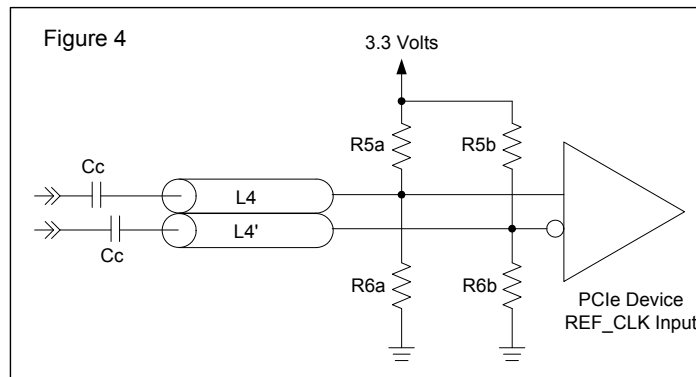 Figure 4
3.3 Volts
R5a
R5b
Cc
L4
L4'
Cc
R6a
R6b
PCIe Device
REF_CLK Input